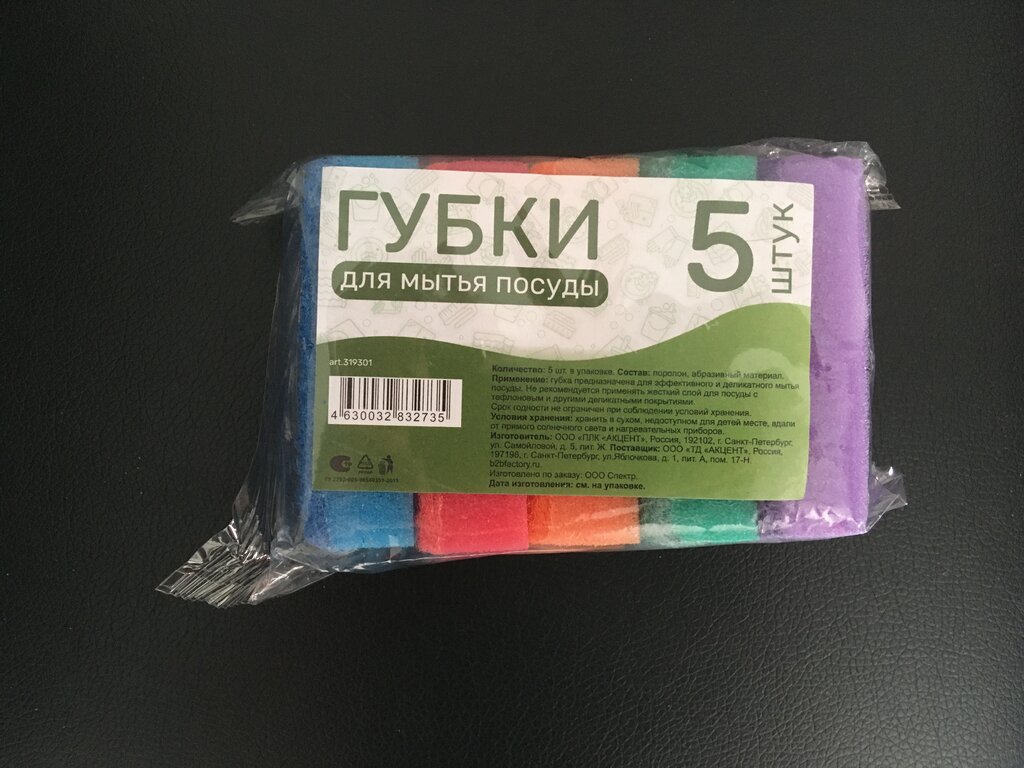 ГУБКИ
для мытья посуды
5
штук
art.319301
4 630032 832735
Количество: 5 шт. в упаковке. Состав: поролон, абразивный материал.
Применение: губка предназначена для эффективного и деликатного мытья
посуды. Не рекомендуется применять жесткий слой для посуды с
тефлоновым и другими деликатными покрытиями.
Срок годности не ограничен при соблюдении условий хранения.
Условия хранения: хранить в сухом, недоступном для детей месте, вдали
от прямого солнечного света и нагревательных приборов.
Изготовитель: ООО «ПЛК «АКЦЕНТ», Россия, 192102, г. Санкт-Петербург,
ул. Самойловой, д. 5, лит. Ж. Поставщик: ООО «ТД «АКЦЕНТ», Россия,
197198, г. Санкт-Петербург, ул.Яблочкова, д. 1, лит. А, пом. 17-Н.
b2bfactory.ru.
Изготовлено по заказу: ООО Спектр.
Дата изготовления: см. на упаковке.